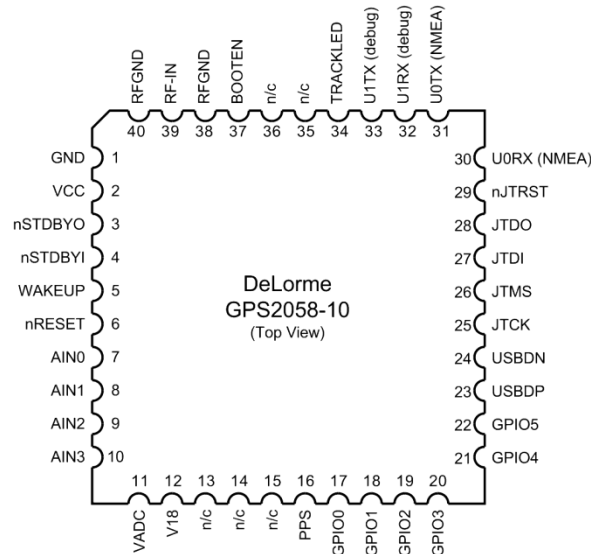 RFGND
RF-IN
RFGND
BOOTEN
n/c
n/c
TRACKLED
U1TX (debug)
U1RX (debug)
U0TX (NMEA)
40 39 38 37 36 35 34 33 32 31
GND 1
VCC 2
nSTDBYO 3
nSTDBYI 4
WAKEUP 5
nRESET 6
AIN0 7
AIN1 8
AIN2 9
AIN3 10
DeLorme
GPS2058-10
(Top View)
30 U0RX (NMEA)
29 nJTRST
28 JTDO
27 JTDI
26 JTMS
25 JTCK
24 USBDN
23 USBDP
22 GPIO5
21 GPIO4
11 12 13 14 15 16 17 18 19 20
VADC
V18
n/c
n/c
n/c
PPS
GPIO0
GPIO1
GPIO2
GPIO3